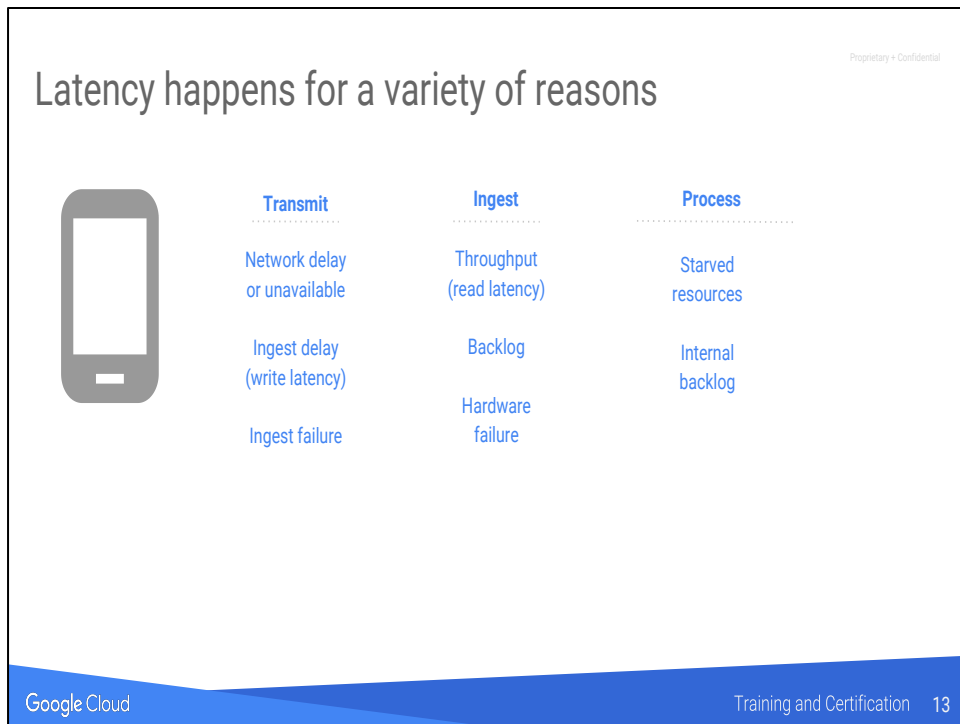 Proprietary + Confidential
Latency happens for a variety of reasons
Transmit
Network delay
or unavailable
Ingest delay
(write latency)
Ingest failure
Ingest
Throughput
(read latency)
Backlog
Hardware
failure
Process
Starved
resources
Internal
backlog
Google Cloud
Training and Certification 13